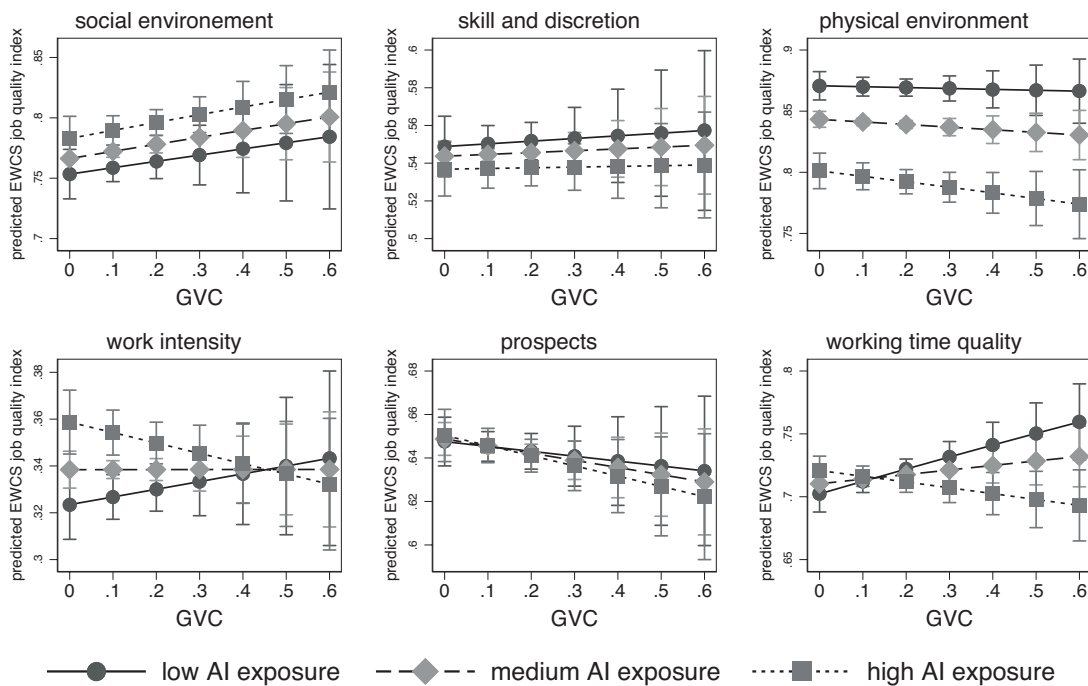 social environement
predicted EWCS job quality index
.7 .75 .8 .85
0 .1 .2 .3 .4 .5 .6
GVC
skill and discretion
predicted EWCS job quality index
.5 .52 .54 .56 .58 .6
0 .1 .2 .3 .4 .5 .6
GVC
physical environment
predicted EWCS job quality index
.75 .8 .85 .9
0 .1 .2 .3 .4 .5 .6
GVC
work intensity
predicted EWCS job quality index
.3 .32 .34 .36 .38
0 .1 .2 .3 .4 .5 .6
GVC
prospects
predicted EWCS job quality index
.6 .62 .64 .66 .68
0 .1 .2 .3 .4 .5 .6
GVC
working time quality
predicted EWCS job quality index
.65 .7 .75 .8
0 .1 .2 .3 .4 .5 .6
GVC
low AI exposure
medium AI exposure
high AI exposure